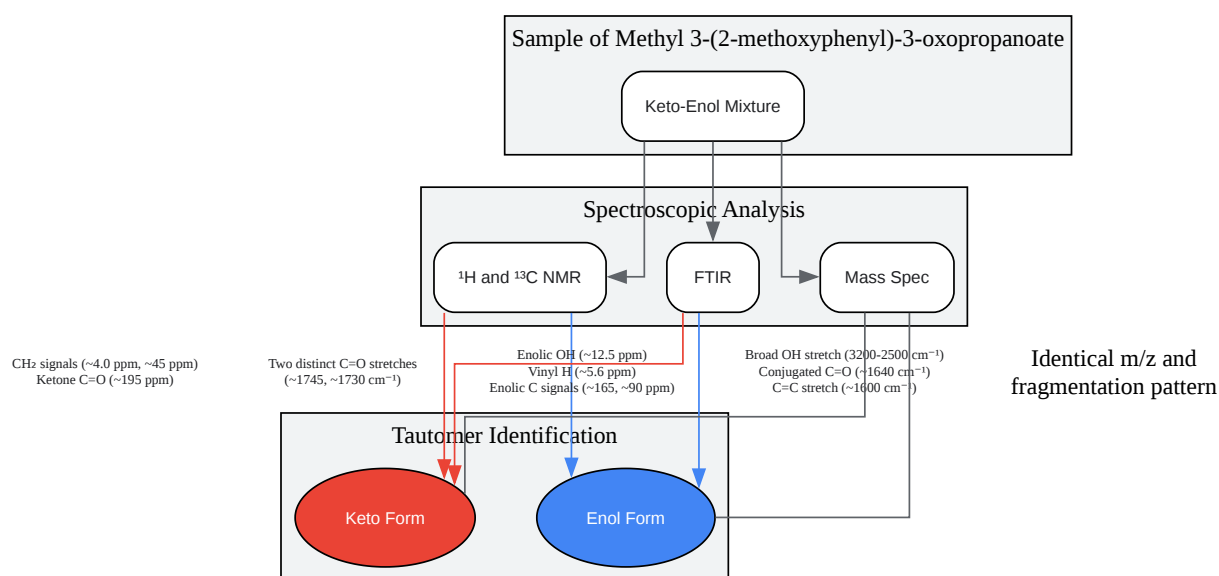 Sample of Methyl 3-(2-methoxyphenyl)-3-oxopropanoate
Keto-Enol Mixture
Spectroscopic Analysis
¹H and ¹³C NMR
FTIR
Mass Spec
CH₂ signals (~4.0 ppm, ~45 ppm)
Ketone C=O (~195 ppm)
Two distinct C=O stretches
(~1745, ~1730 cm⁻¹)
Enolic OH (~12.5 ppm)
Vinyl H (~5.6 ppm)
Enolic C signals (~165, ~90 ppm)
Broad OH stretch (3200-2500 cm⁻¹)
Conjugated C=O (~1640 cm⁻¹)
C=C stretch (~1600 cm⁻¹)
Identical m/z and
fragmentation pattern
Tautomer Identification
Keto Form
Enol Form